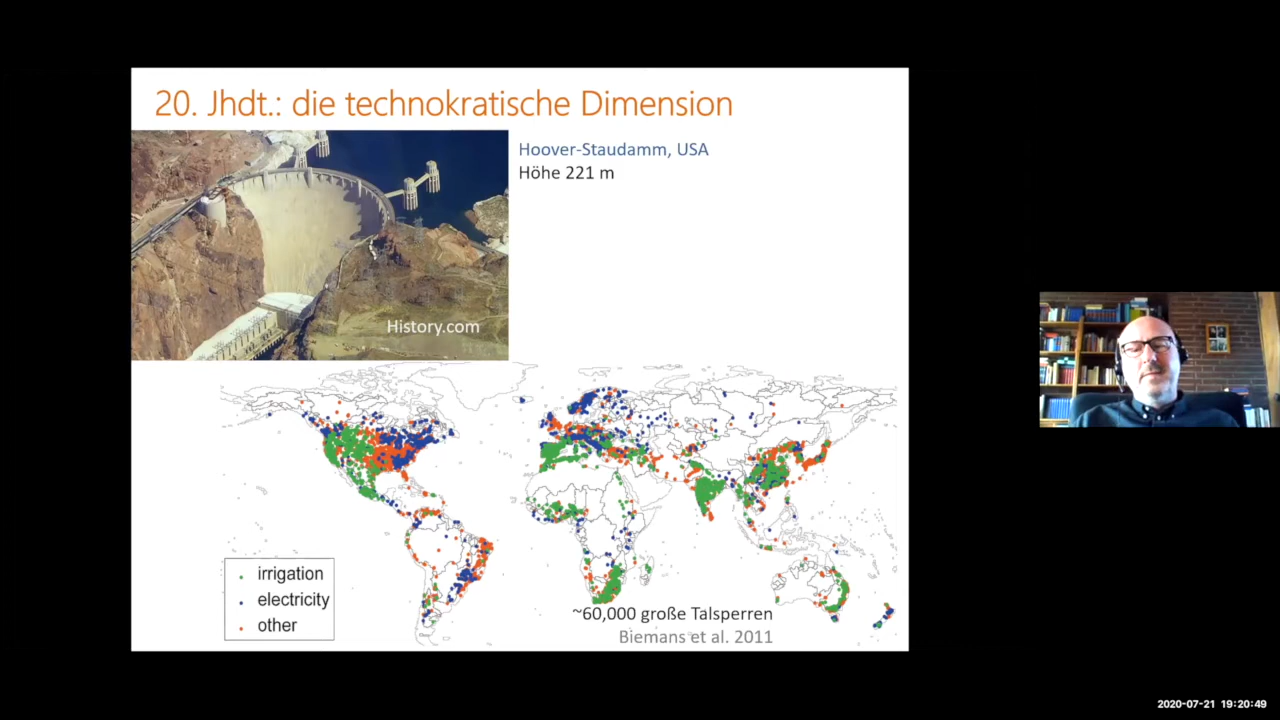 20. Jhdt.: die technokratische Dimension
Hoover-Staudamm, USA
Höhe 221 m
History.com
irrigation
electricity
other
~60,000 große Talsperren
Biemans et al. 2011
2020-07-21 19:20:49